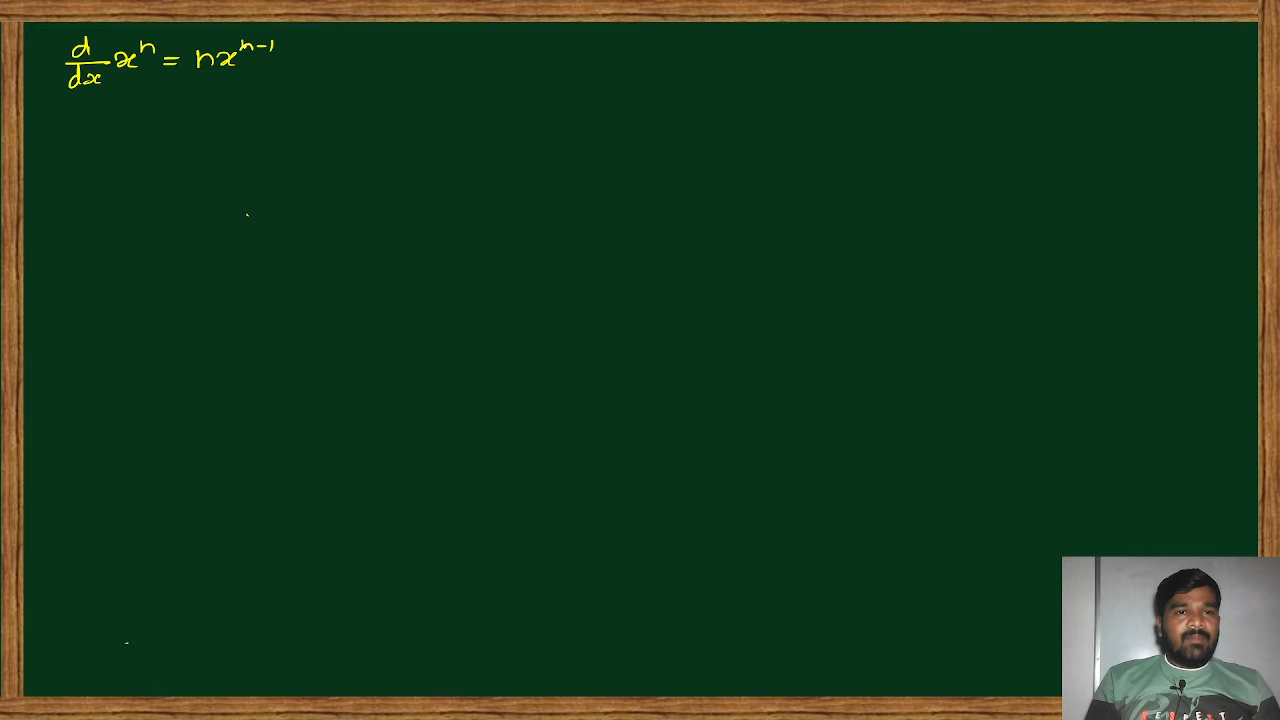 d/dx x^n = nx^(n-1)